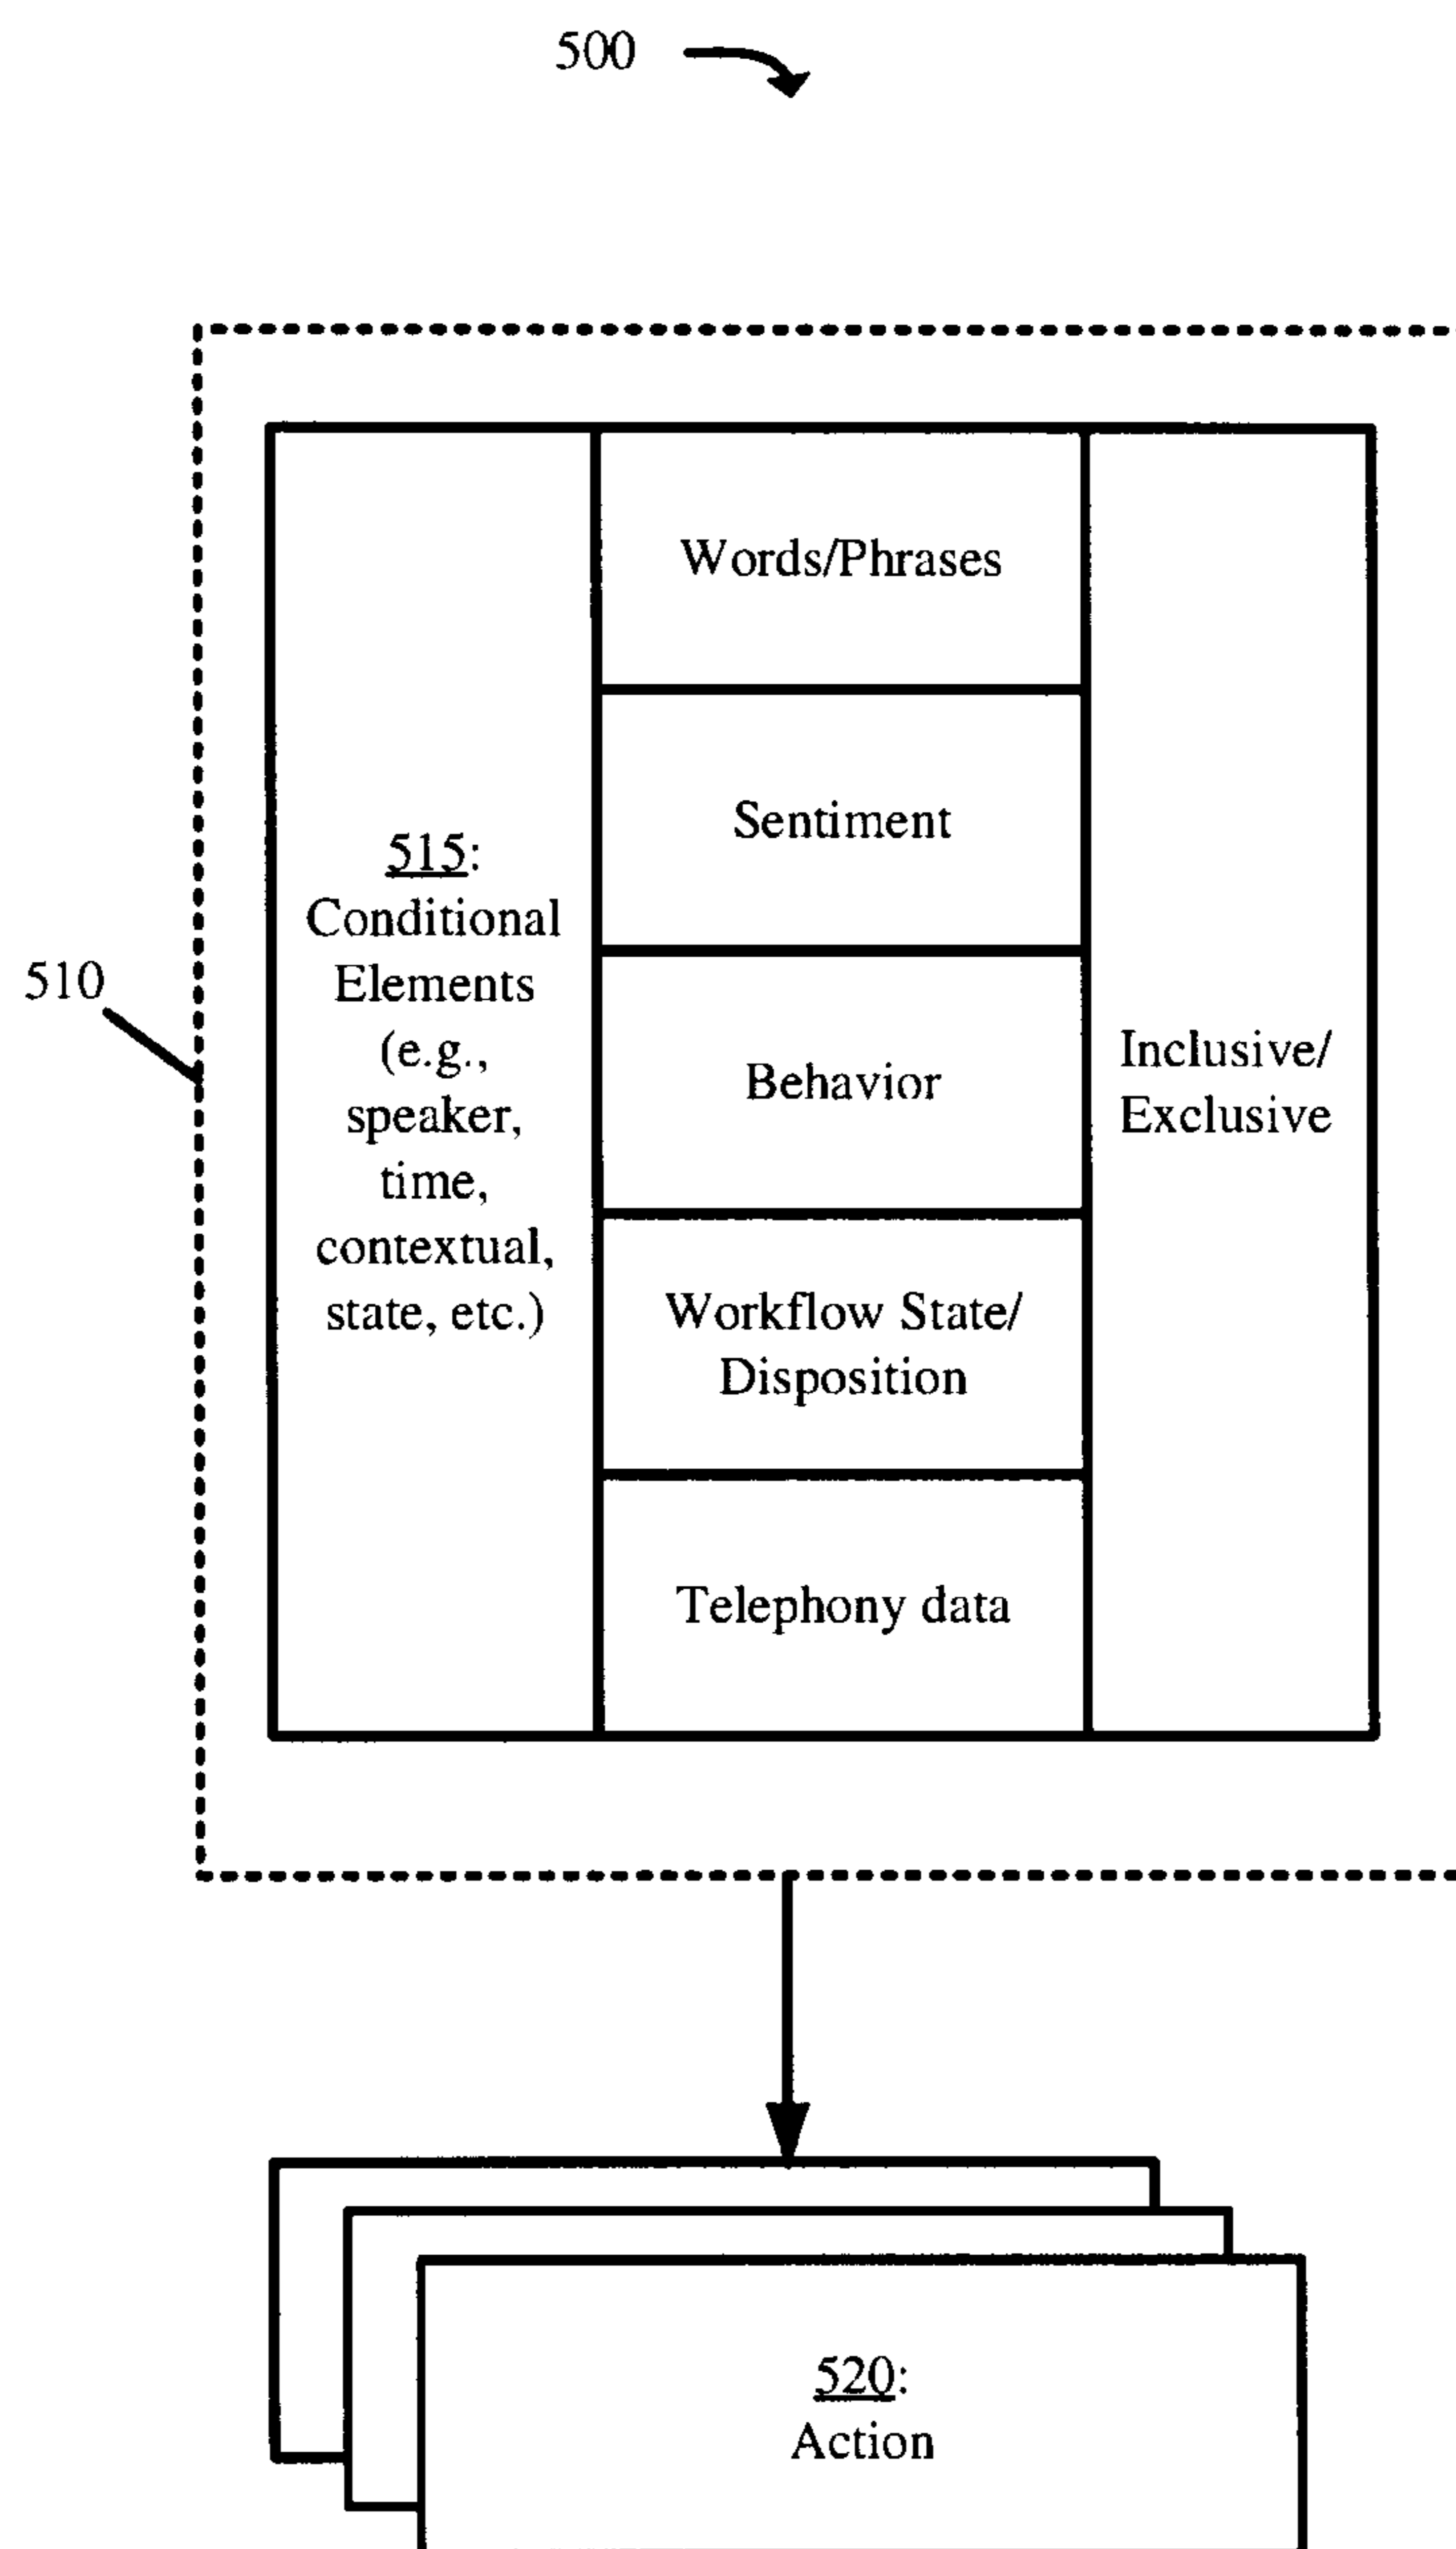 500
Words/Phrases
Sentiment
515:
Conditional
Elements
(e.g.,
speaker,
time,
contextual,
state, etc.)
510
Behavior
Inclusive/
Exclusive
Workflow State/
Disposition
Telephony data
520:
Action